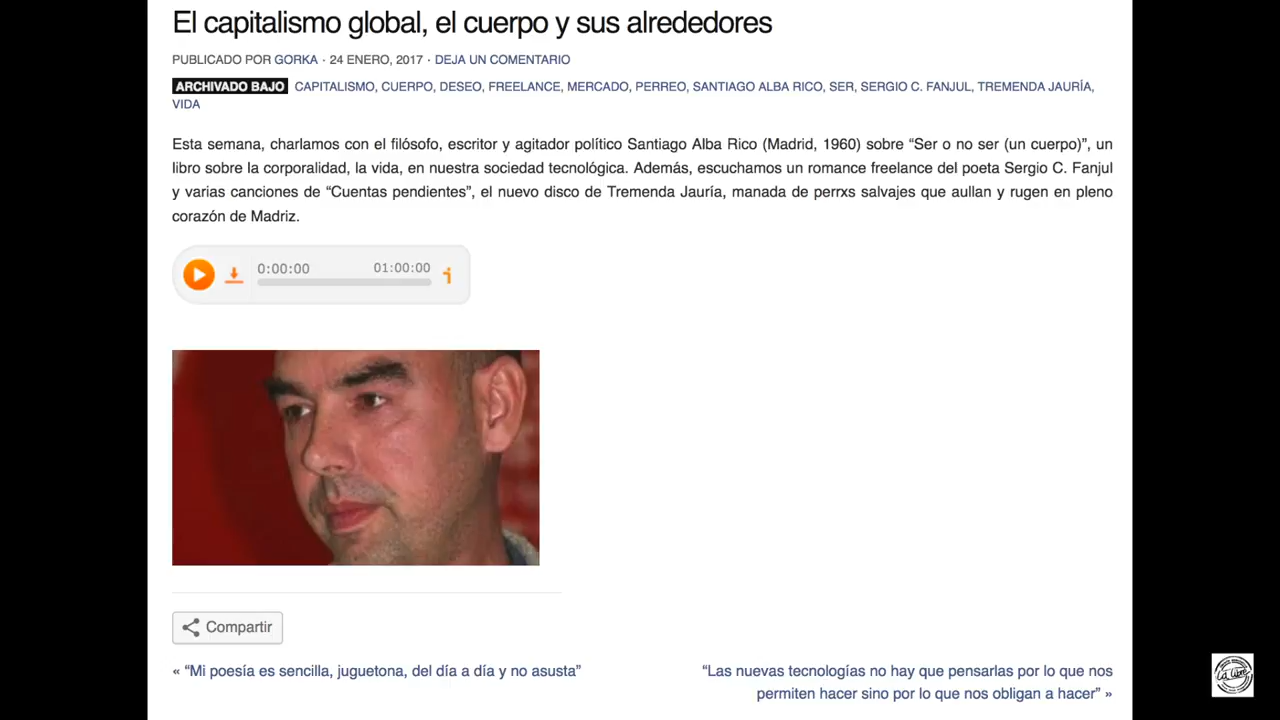 El capitalismo global, el cuerpo y sus alrededores
PUBLICADO POR GORKA · 24 ENERO, 2017 · DEJA UN COMENTARIO
ARCHIVADO BAJO CAPITALISMO, CUERPO, DESEO, FREELANCE, MERCADO, PERREO, SANTIAGO ALBA RICO, SER, SERGIO C. FANJUL, TREMENDA JAURÍA,
VIDA
Esta semana, charlamos con el filósofo, escritor y agitador político Santiago Alba Rico (Madrid, 1960) sobre “Ser o no ser (un cuerpo)”, un
libro sobre la corporalidad, la vida, en nuestra sociedad tecnológica. Además, escuchamos un romance freelance del poeta Sergio C. Fanjul
y varias canciones de “Cuentas pendientes”, el nuevo disco de Tremenda Jauría, manada de perrxs salvajes que aullan y rugen en pleno
corazón de Madriz.
0:00:00 01:00:00
Compartir
« “Mi poesía es sencilla, juguetona, del día a día y no asusta”
“Las nuevas tecnologías no hay que pensarlas por lo que nos
permiten hacer sino por lo que nos obligan a hacer” »
La Libre